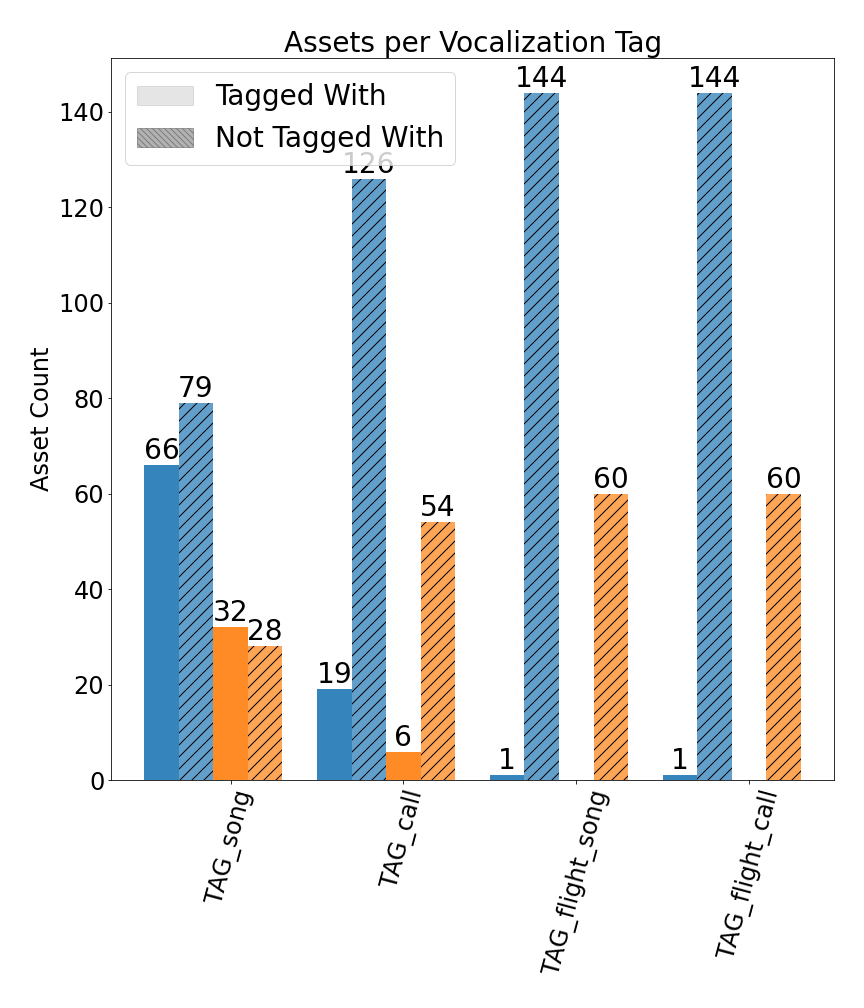 Assets per Vocalization Tag
Tagged With
Not Tagged With
Asset Count
140
120
100
80
60
40
20
0
66
79
32
28
19
126
6
54
1
144
60
1
144
60
TAG_song
TAG_call
TAG_flight_song
TAG_flight_call